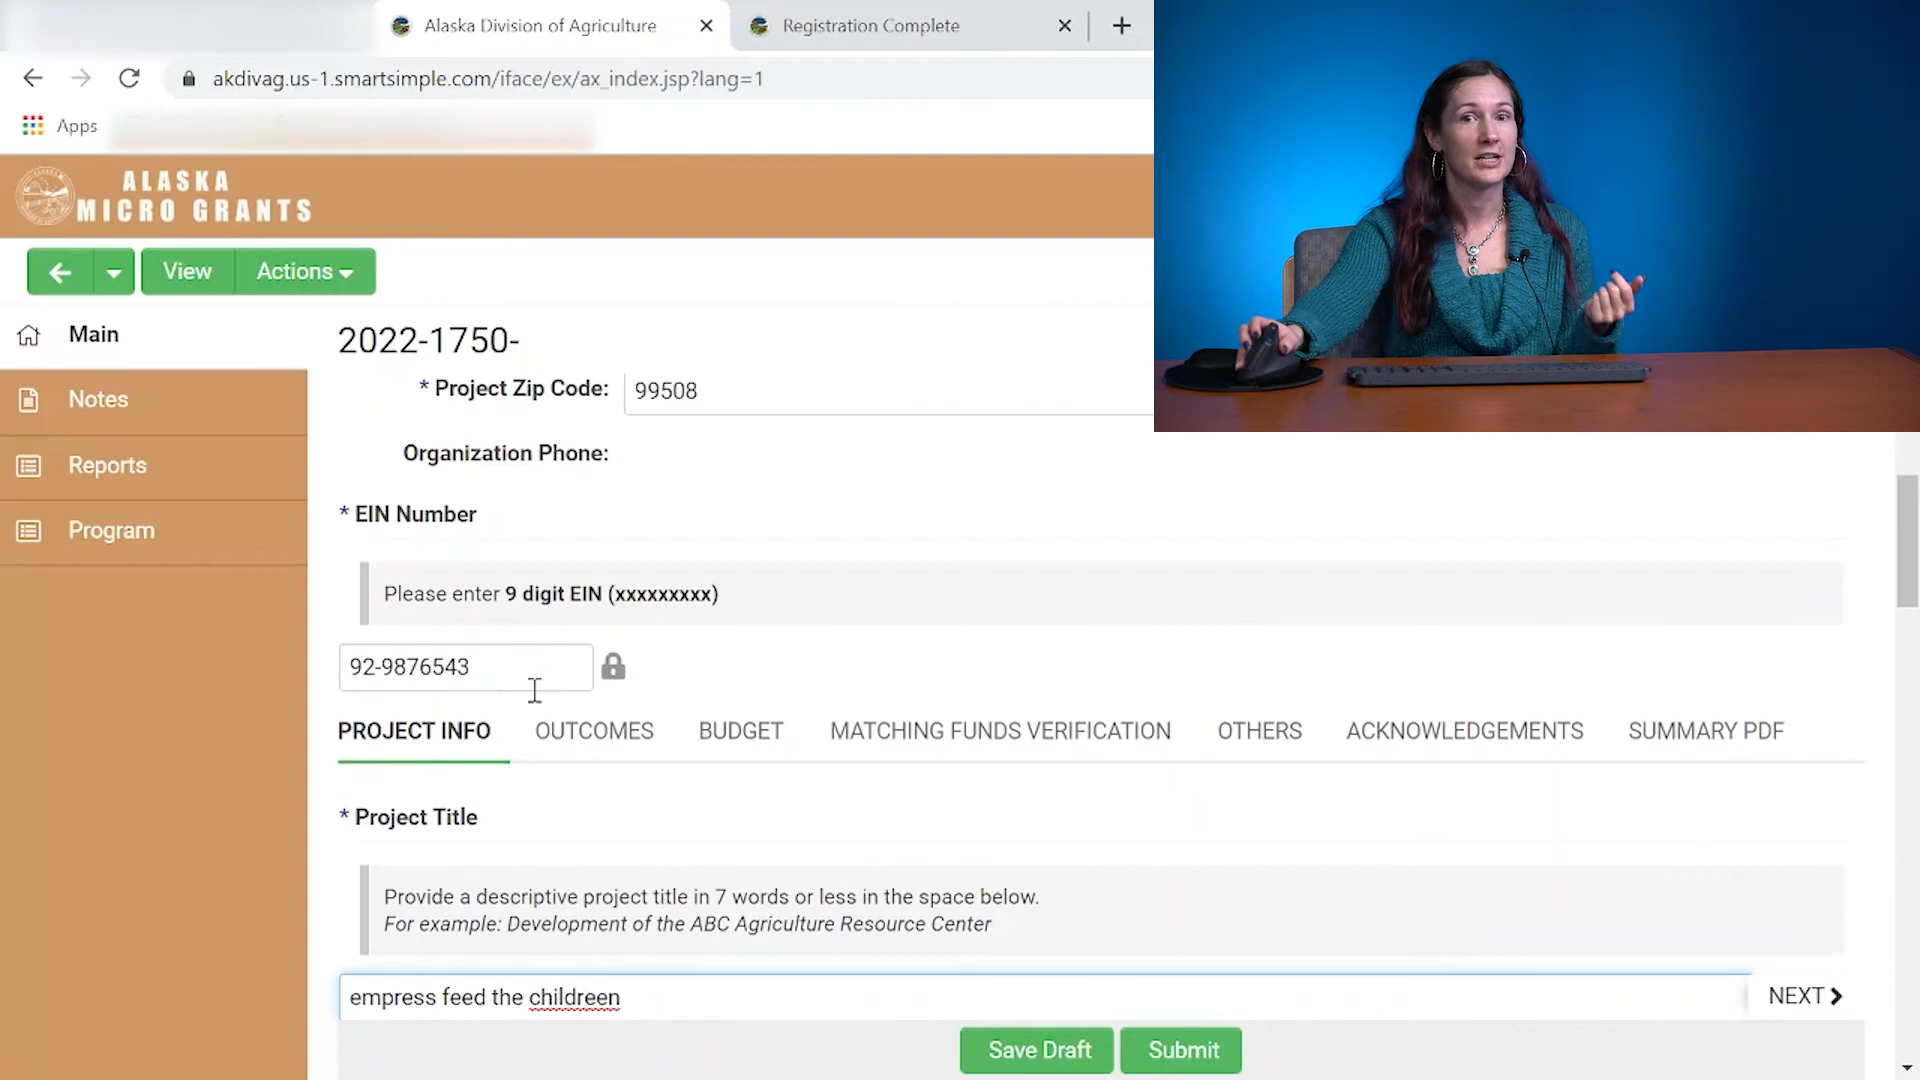 Alaska Division of Agriculture
Registration Complete
akdivag.us-1.smartsimple.com/iface/ex/ax_index.jsp?lang=1
Apps
ALASKA
MICRO GRANTS
View
Actions
Main
Notes
Reports
Program
2022-1750-
* Project Zip Code:
99508
Organization Phone:
* EIN Number
Please enter 9 digit EIN (xxxxxxxxx)
92-9876543
PROJECT INFO
OUTCOMES
BUDGET
MATCHING FUNDS VERIFICATION
OTHERS
ACKNOWLEDGEMENTS
SUMMARY PDF
* Project Title
Provide a descriptive project title in 7 words or less in the space below.
For example: Development of the ABC Agriculture Resource Center
empress feed the childreen
NEXT
Save Draft
Submit